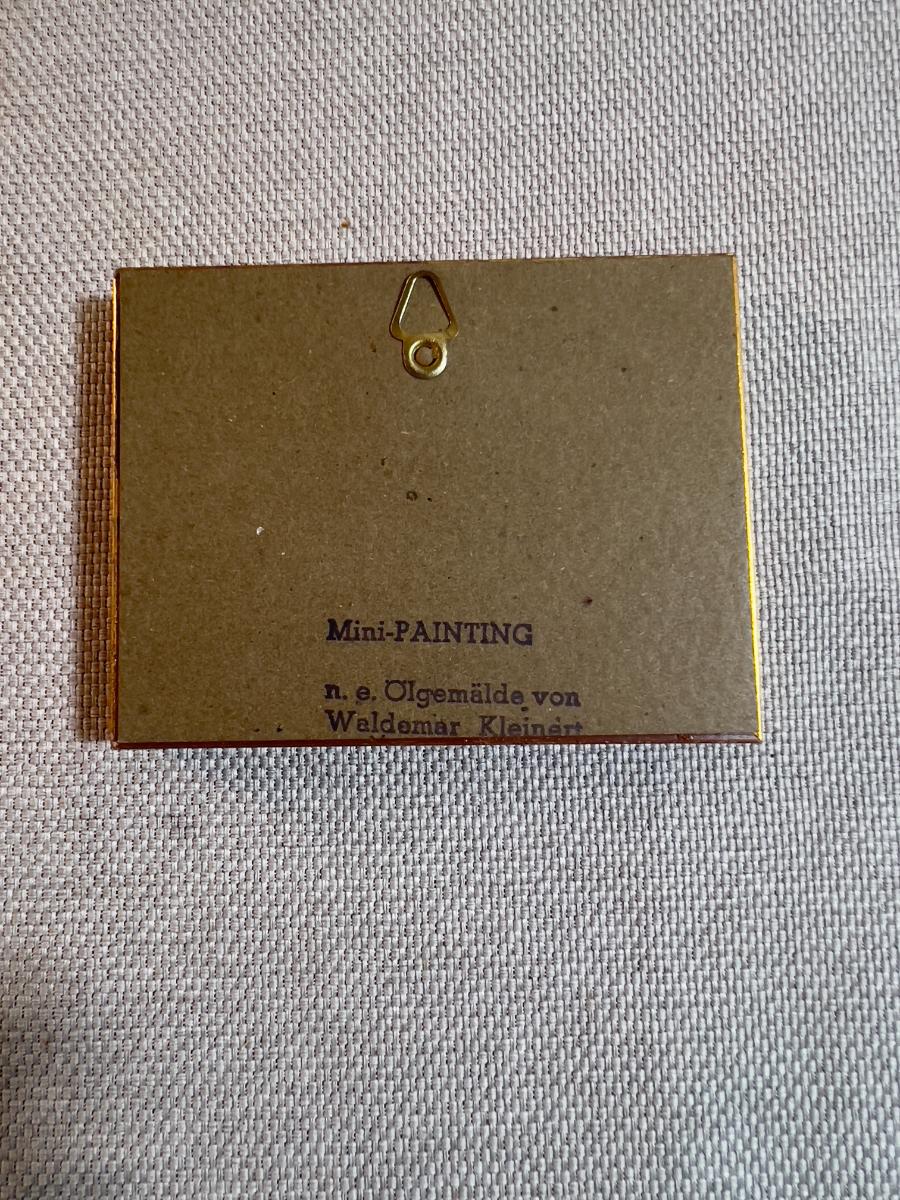 Mini-PAINTING
n. e. Ölgemälde von
Waldemar Kleinert